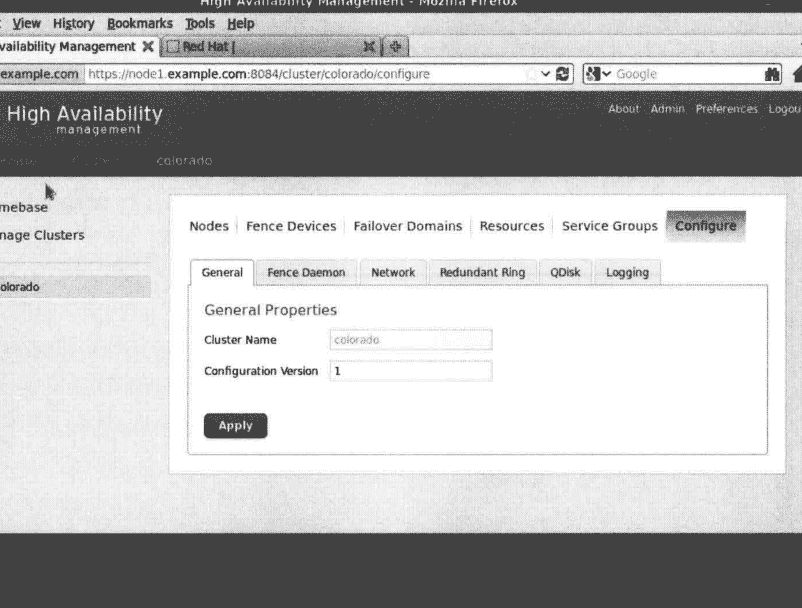 High Availability Management - Mozilla Firefox
View History Bookmarks Tools Help
vailability Management Red Hat |
example.com https://node1.example.com:8084/cluster/colorado/configure Google
High Availability
management
About Admin Preferences Logou
colorado
mebase
nage Clusters
olorado
Nodes Fence Devices Failover Domains Resources Service Groups Configure
General Fence Daemon Network Redundant Ring QDisk Logging
General Properties
Cluster Name colorado
Configuration Version 1
Apply